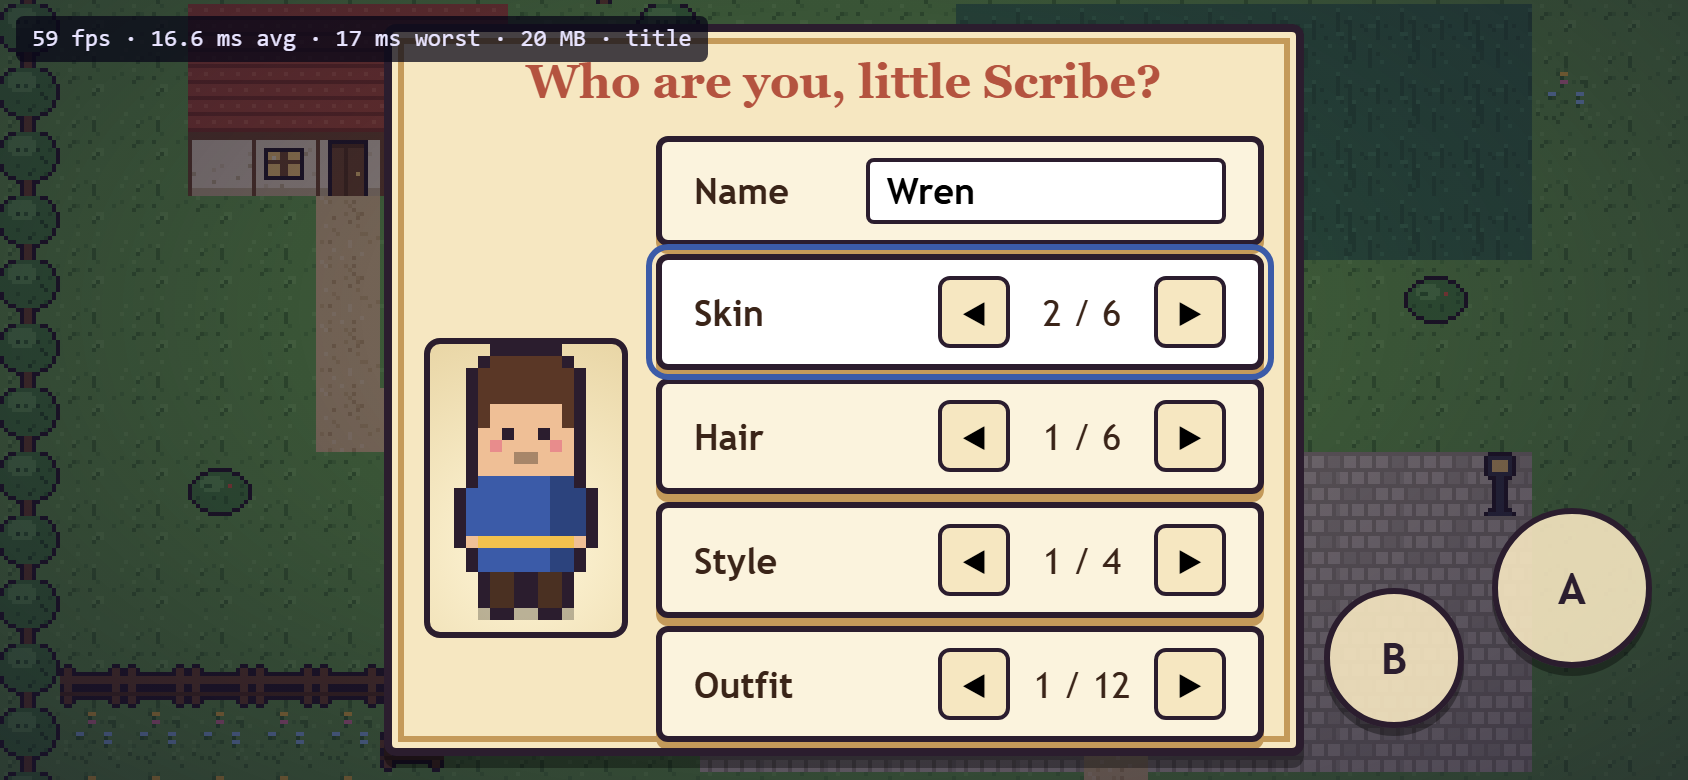 59 fps · 16.6 ms avg · 17 ms worst · 20 MB · title
Who are you, little Scribe?
Name Wren
Skin ◀ 2 / 6 ▶
Hair ◀ 1 / 6 ▶
Style ◀ 1 / 4 ▶
Outfit ◀ 1 / 12 ▶
A
B